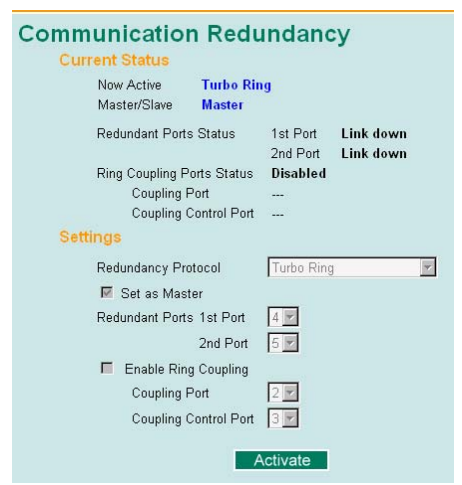 Communication Redundancy
Current Status
Now Active Turbo Ring
Master/Slave Master
Redundant Ports Status 1st Port Link down
2nd Port Link down
Ring Coupling Ports Status Disabled
Coupling Port ---
Coupling Control Port ---
Settings
Redundancy Protocol Turbo Ring
Set as Master
Redundant Ports 1st Port 4
2nd Port 5
Enable Ring Coupling
Coupling Port 2
Coupling Control Port 3
Activate